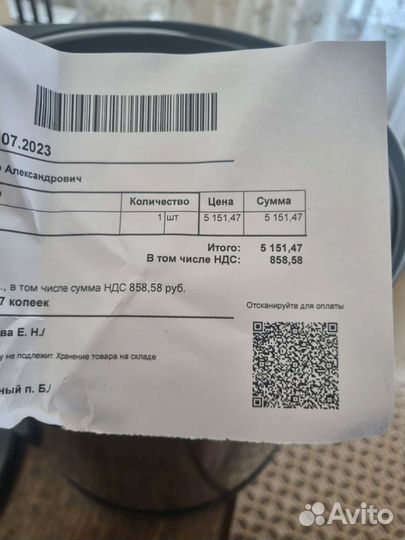 07.2023
Александрович
Количество Цена Сумма
1 шт 5 151,47 5 151,47
Итого: 5 151,47
В том числе НДС: 858,58
., в том числе сумма НДС 858,58 руб.
7 копеек
Отсканируйте для оплаты
ва Е. Н./
у не подлежит. Хранение товара на складе
ный п. Б./
Avito